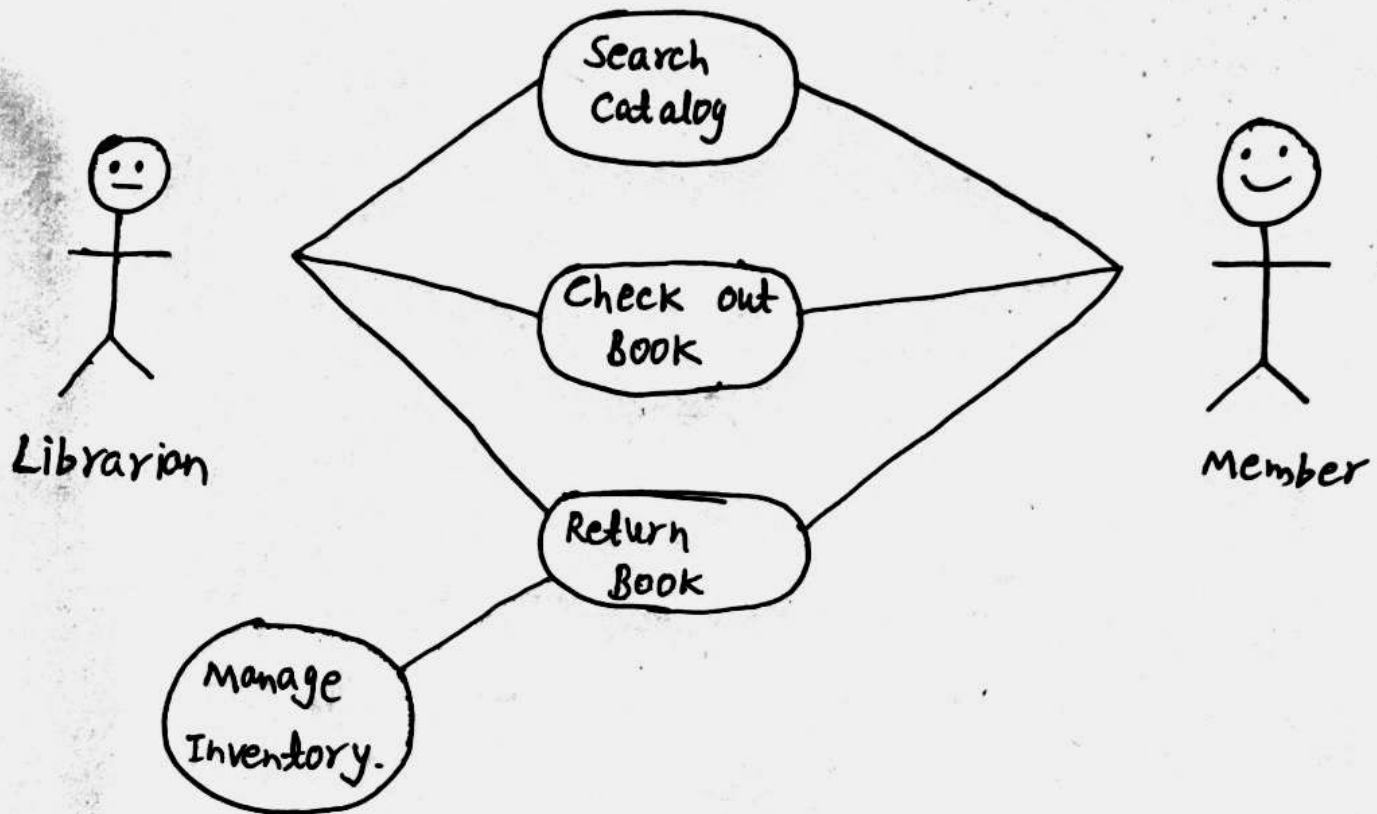 Search
Catalog
Check out
BOOK
Librarian
Member
Return
BOOK
Manage
Inventory.